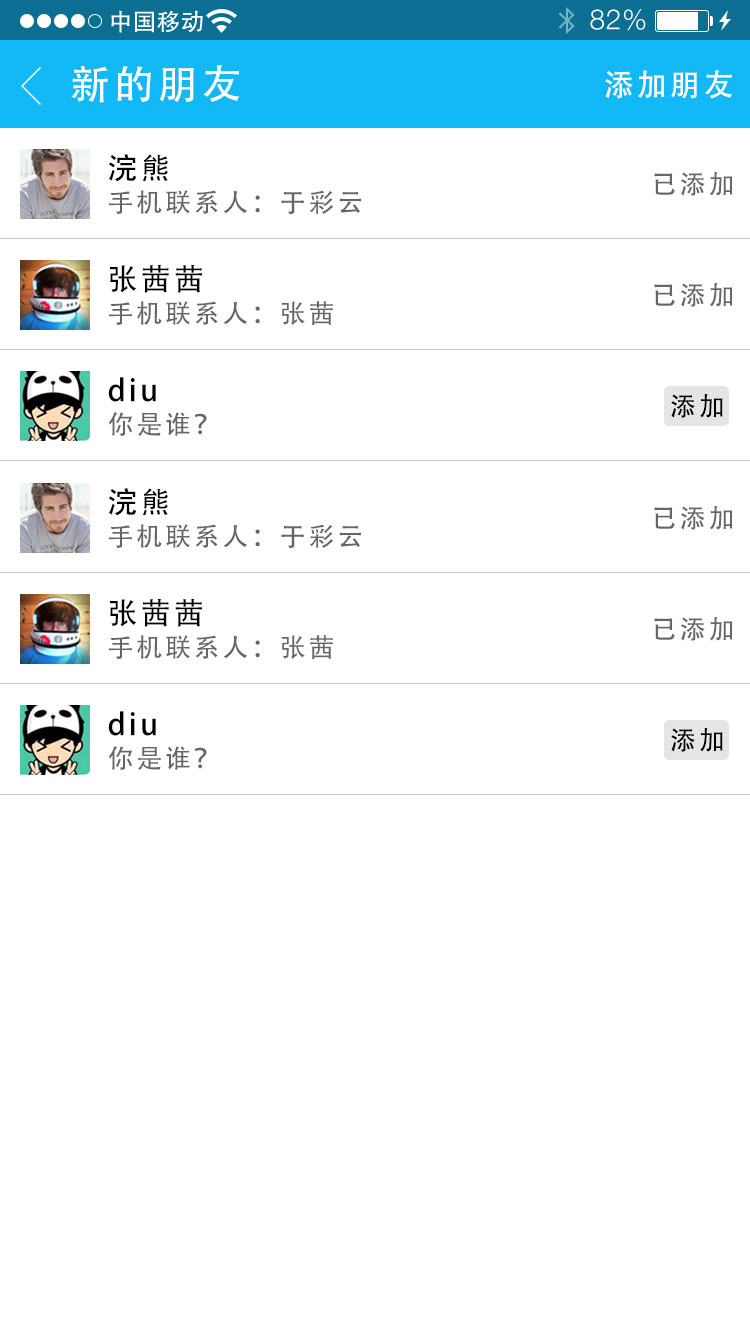 中国移动 82%
新的朋友 添加朋友
浣熊
手机联系人：于彩云
已添加
张茜茜
手机联系人：张茜
已添加
diu
你是谁?
添加
浣熊
手机联系人：于彩云
已添加
张茜茜
手机联系人：张茜
已添加
diu
你是谁?
添加